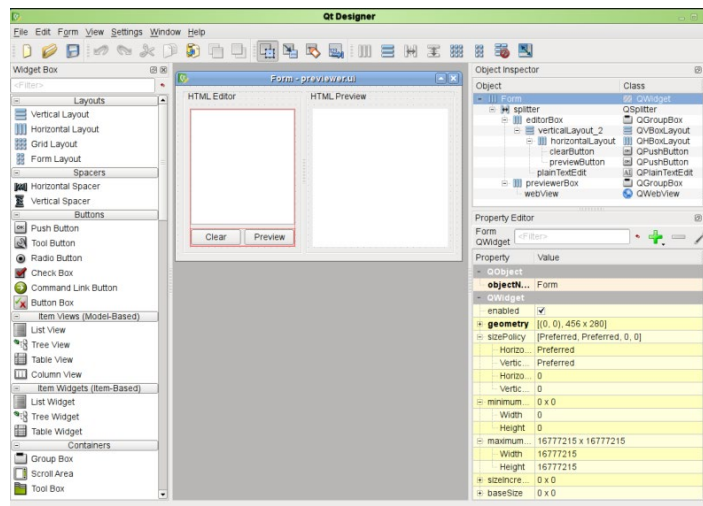 Qt Designer
File Edit Form View Settings Window Help
Widget Box
<Filter>
Layouts
Vertical Layout
Horizontal Layout
Grid Layout
Form Layout
Spacers
Horizontal Spacer
Vertical Spacer
Buttons
OK Push Button
Tool Button
Radio Button
Check Box
Command Link Button
Button Box
Item Views (Model-Based)
List View
Tree View
Table View
Column View
Item Widgets (Item-Based)
List Widget
Tree Widget
Table Widget
Containers
Group Box
Scroll Area
Tool Box
Form - previewer.ui
HTML Editor HTML Preview
Clear Preview
Object Inspector
Object Class
Form QWidget
splitter QSplitter
editorBox QGroupBox
verticalLayout_2 QVBoxLayout
horizontalLayout QHBoxLayout
clearButton QPushButton
previewButton QPushButton
plainTextEdit QPlainTextEdit
previewerBox QGroupBox
webView QWebView
Property Editor
Form
QWidget
<Filter>
Property Value
QObject
objectN... Form
QWidget
enabled
geometry [(0, 0), 456 x 280]
sizePolicy [Preferred, Preferred, 0, 0]
Horizo... Preferred
Vertic... Preferred
Horizo... 0
Vertic... 0
minimum... 0 x 0
Width 0
Height 0
maximum... 16777215 x 16777215
Width 16777215
Height 16777215
sizeIncre... 0 x 0
baseSize 0 x 0